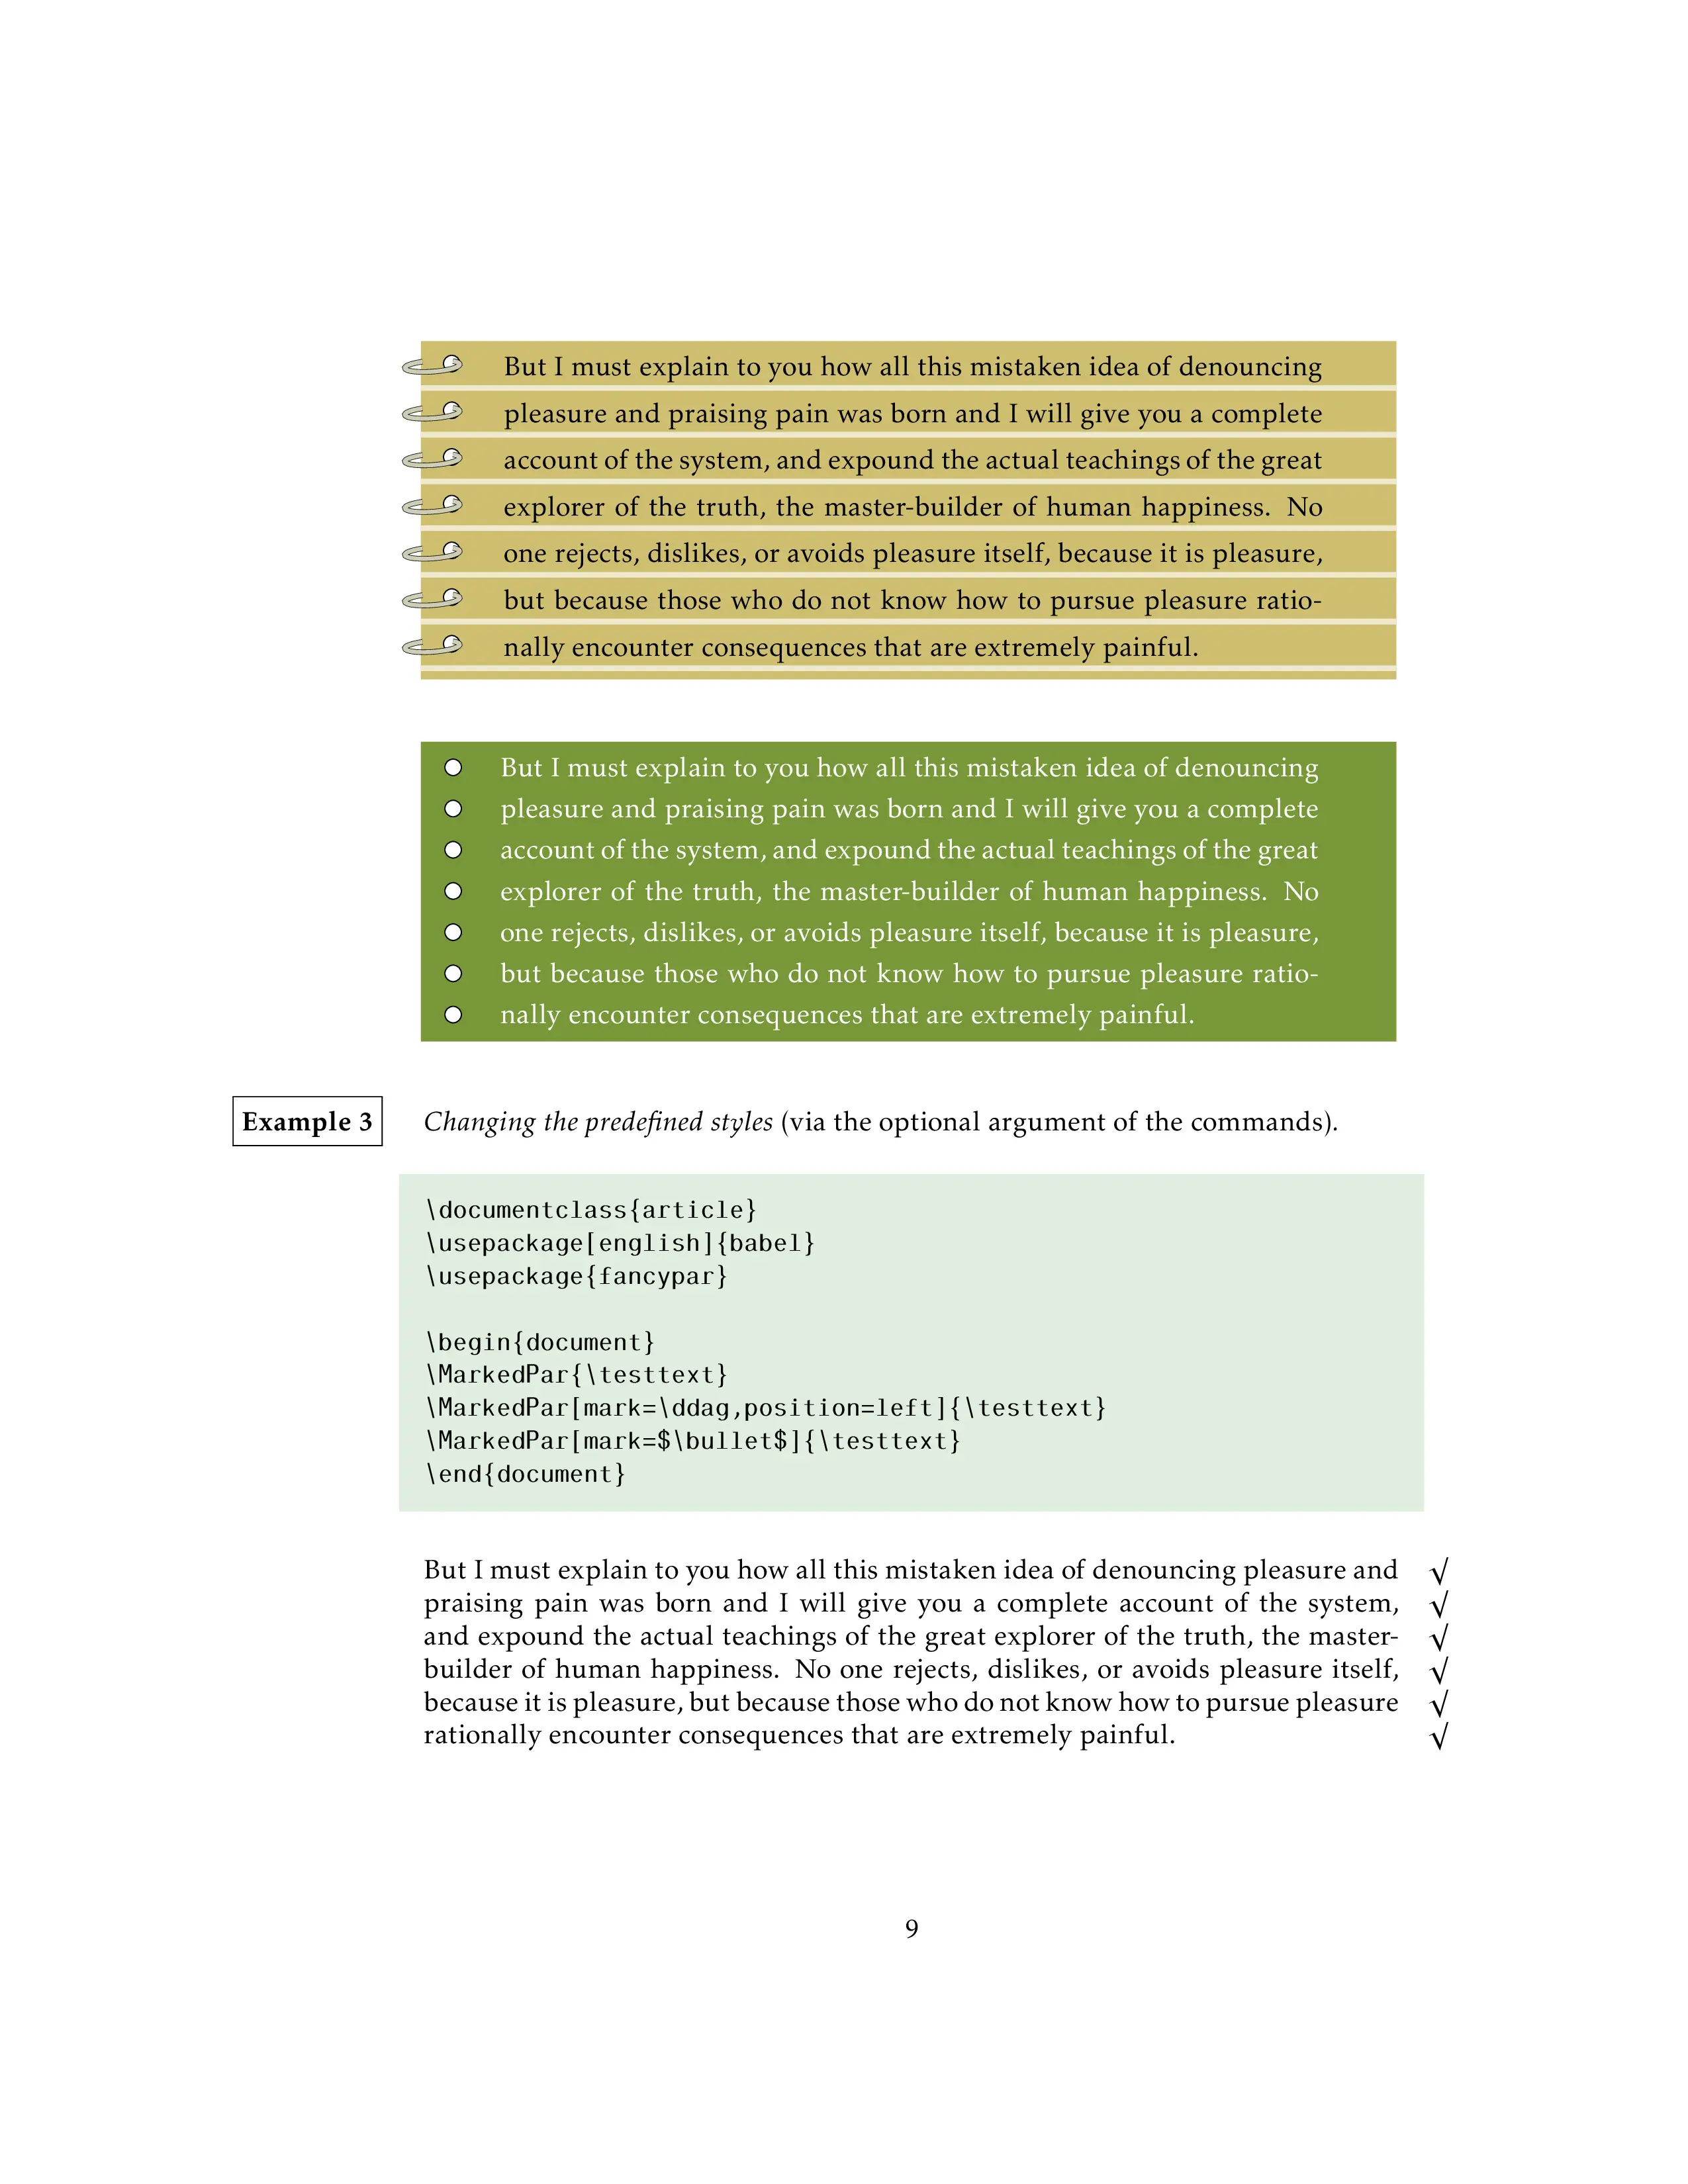 But I must explain to you how all this mistaken idea of denouncing
pleasure and praising pain was born and I will give you a complete
account of the system, and expound the actual teachings of the great
explorer of the truth, the master-builder of human happiness. No
one rejects, dislikes, or avoids pleasure itself, because it is pleasure,
but because those who do not know how to pursue pleasure ratio-
nally encounter consequences that are extremely painful.
But I must explain to you how all this mistaken idea of denouncing
pleasure and praising pain was born and I will give you a complete
account of the system, and expound the actual teachings of the great
explorer of the truth, the master-builder of human happiness. No
one rejects, dislikes, or avoids pleasure itself, because it is pleasure,
but because those who do not know how to pursue pleasure ratio-
nally encounter consequences that are extremely painful.
Example 3 Changing the predefined styles (via the optional argument of the commands).
\documentclass{article}
\usepackage[english]{babel}
\usepackage{fancypar}
\begin{document}
\MarkedPar{\testtext}
\MarkedPar[mark=\ddag,position=left]{\testtext}
\MarkedPar[mark=$\bullet$]{\testtext}
\end{document}
But I must explain to you how all this mistaken idea of denouncing pleasure and √
praising pain was born and I will give you a complete account of the system, √
and expound the actual teachings of the great explorer of the truth, the master- √
builder of human happiness. No one rejects, dislikes, or avoids pleasure itself, √
because it is pleasure, but because those who do not know how to pursue pleasure √
rationally encounter consequences that are extremely painful. √
9